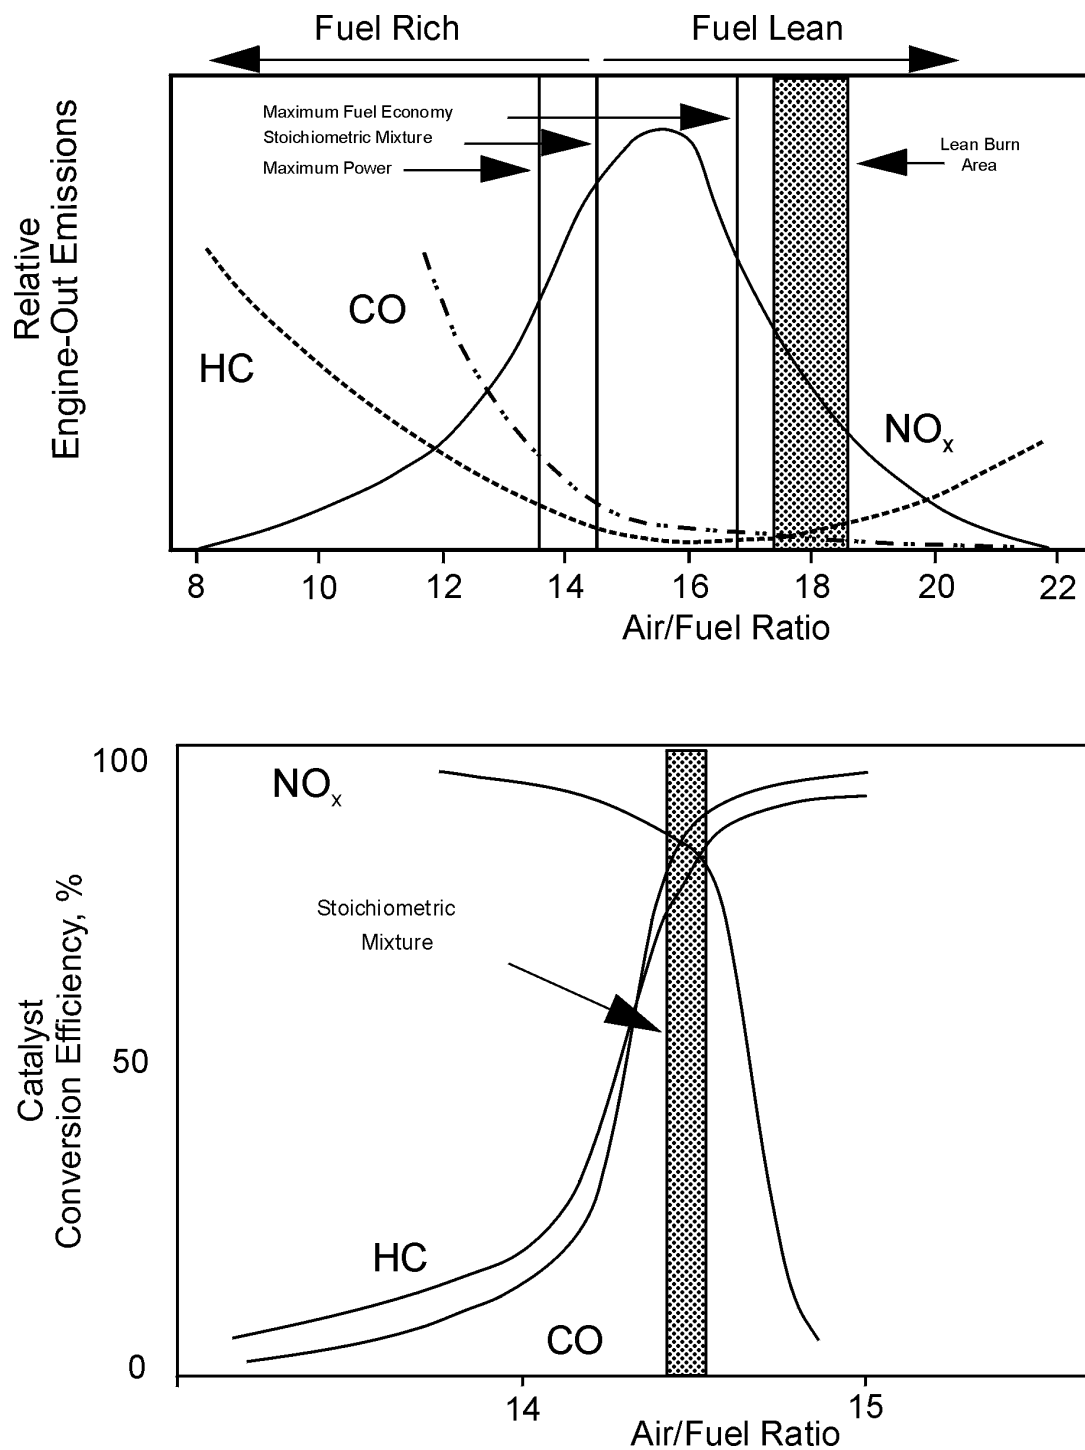 Fuel Rich
Fuel Lean
Maximum Fuel Economy
Stoichiometric Mixture
Maximum Power
Lean Burn
Area
Relative
Engine-Out Emissions
CO
HC
NOx
8 10 12 14 16 18 20 22
Air/Fuel Ratio
100
NOx
Stoichiometric
Mixture
Catalyst
Conversion Efficiency, %
50
HC
CO
0
14 15
Air/Fuel Ratio